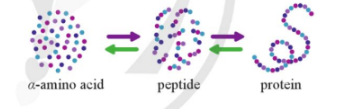 α-amino acid peptide protein